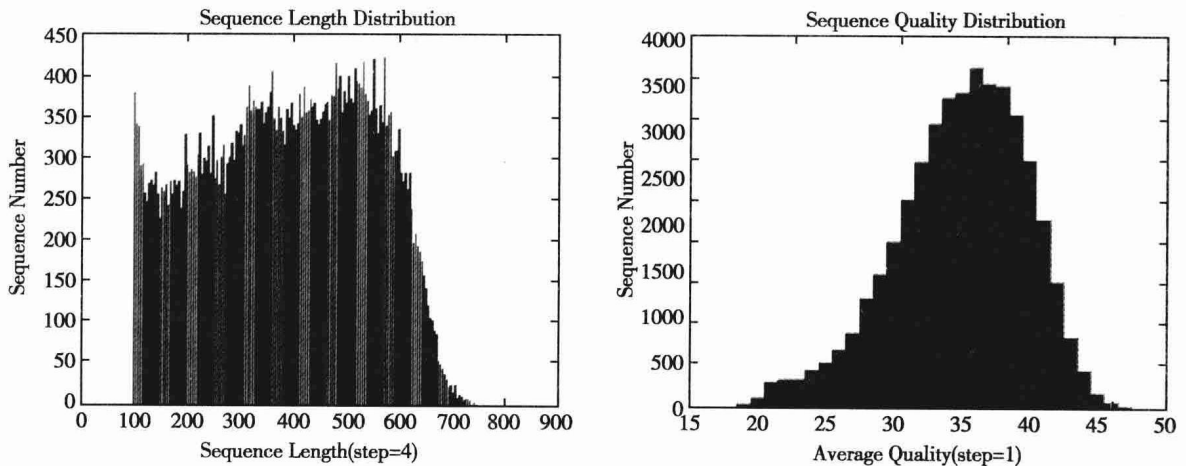 Sequence Length Distribution
450
400
350
300
250
200
150
100
50
0
Sequence Number
0 100 200 300 400 500 600 700 800 900
Sequence Length(step=4)
Sequence Quality Distribution
4000
3500
3000
2500
2000
1500
1000
500
0
Sequence Number
15 20 25 30 35 40 45 50
Average Quality(step=1)